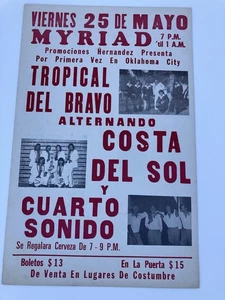 VIERNES 25 DE MAYO
MYRIAD 7 P.M. 'til 1 A.M.
Promociones Hernandez Presenta
Por Primera Vez En Oklahoma City
TROPICAL
DEL BRAVO
ALTERNANDO
COSTA
DEL SOL
Y
CUARTO
SONIDO
Se Regalara Cerveza De 7 - 9 P.M.
Boletos $13 En La Puerta $15
De Venta En Lugares De Costumbre